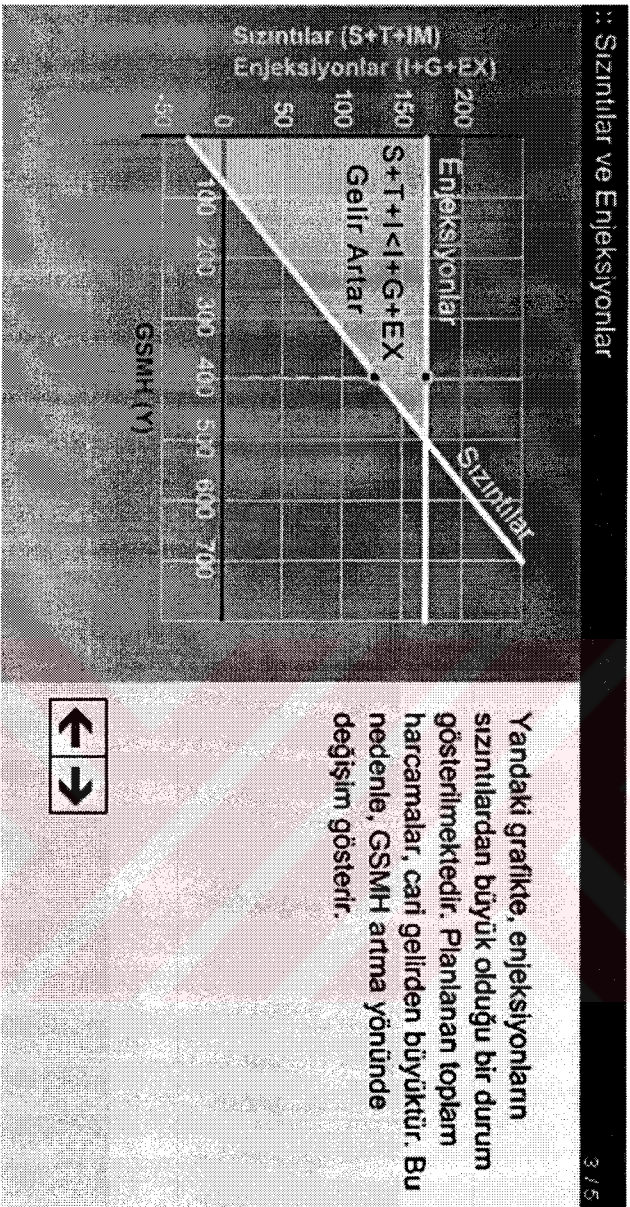 :: Sızıntılar ve Enjeksiyonlar
3 / 5
Sızıntılar (S+T+IM)
Enjeksiyonlar (I+G+EX)
200
150
100
50
0
-50
Enjeksiyonlar
Sızıntılar
S+T+I<I+G+EX
Gelir Artar
100 200 300 400 500 600 700
GSMH (Y)
Yandaki grafikte, enjeksiyonların
sızıntılardan büyük olduğu bir durum
gösterilmektedir. Planlanan toplam
harcamalar, cari gelirden büyüktür. Bu
nedenle, GSMH artma yönünde
değişim gösterir.